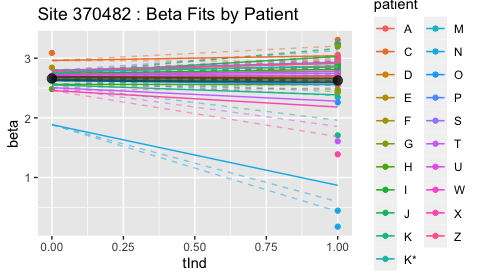 Site 370482 : Beta Fits by Patient
beta
3
2
1
0.00 0.25 0.50 0.75 1.00
tInd
patient
A
C
D
E
F
G
H
I
J
K
K*
M
N
O
P
S
T
U
W
X
Z